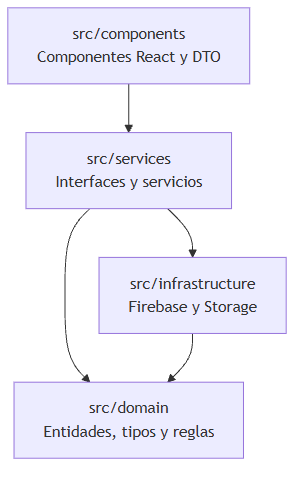 src/components
Componentes React y DTO
src/services
Interfaces y servicios
src/infrastructure
Firebase y Storage
src/domain
Entidades, tipos y reglas